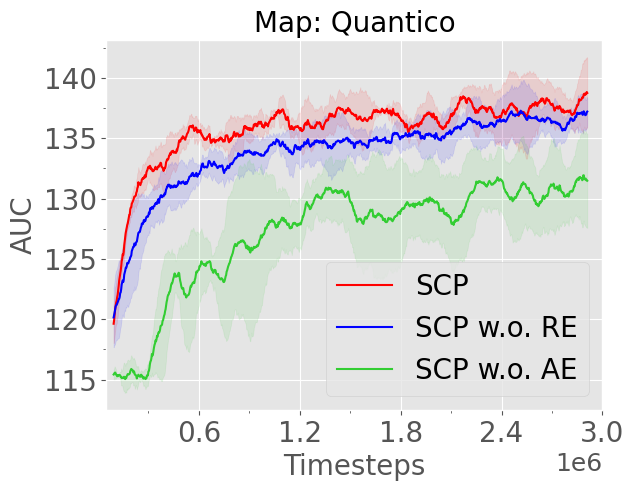 Map: Quantico
AUC
140
135
130
125
120
115
SCP
SCP w.o. RE
SCP w.o. AE
0.6 1.2 1.8 2.4 3.0
Timesteps
1e6